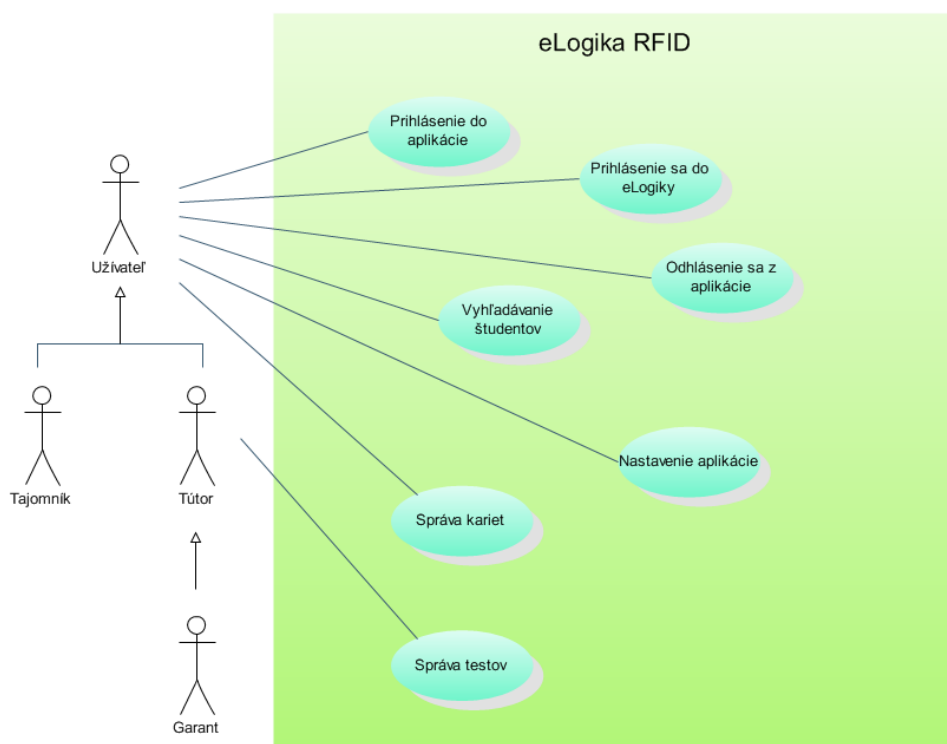 eLogika RFID
Prihlásenie do
aplikácie
Prihlásenie sa do
eLogiky
Užívateľ
Odhlásenie sa z
aplikácie
Vyhľadávanie
študentov
Nastavenie aplikácie
Tajomník
Tútor
Správa kariet
Správa testov
Garant